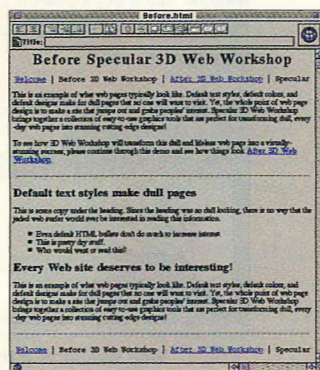 Before.html
Title:
Before Specular 3D Web Workshop
Welcome | Before 3D Web Workshop | After 3D Web Workshop | Specular
This is an example of what web pages typically look like. Default text styles, default colors, and
default designs make for dull pages that no one will want to visit. Yet, the whole point of web page
design is to make a site that jumps out and grabs peoples' interest. Specular 3D Web Workshop
brings together a collection of easy-to-use graphics tools that are perfect for transforming dull, every
-day web pages into stunning cutting-edge designs!
To see how 3D Web Workshop will transform this dull and lifeless web page into a visually-
stunning success, please continue through this demo and see how things look After 3D Web
Workshop.
Default text styles make dull pages
This is some copy under the heading. Since the heading was so dull looking, there is no way that the
jaded web surfer would ever be interested in reading this information.
Even default HTML bullets don't do much to increase interest
This is pretty dry stuff.
Who would want to read this?
Every Web site deserves to be interesting!
This is an example of what web pages typically look like. Default text styles, default colors, and
default designs make for dull pages that no one will want to visit. Yet, the whole point of web page
design is to make a site that jumps out and grabs peoples' interest. Specular 3D Web Workshop
brings together a collection of easy-to-use graphics tools that are perfect for transforming dull, every
-day web pages into stunning cutting-edge designs!
Welcome | Before 3D Web Workshop | After 3D Web Workshop | Specular